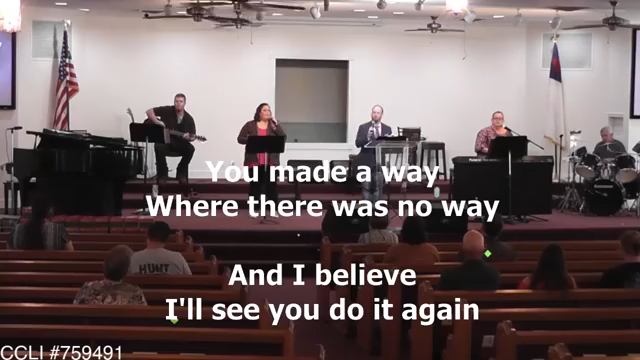 You made a way
Where there was no way
And I believe
I'll see you do it again
HUNT
CCLI #759491